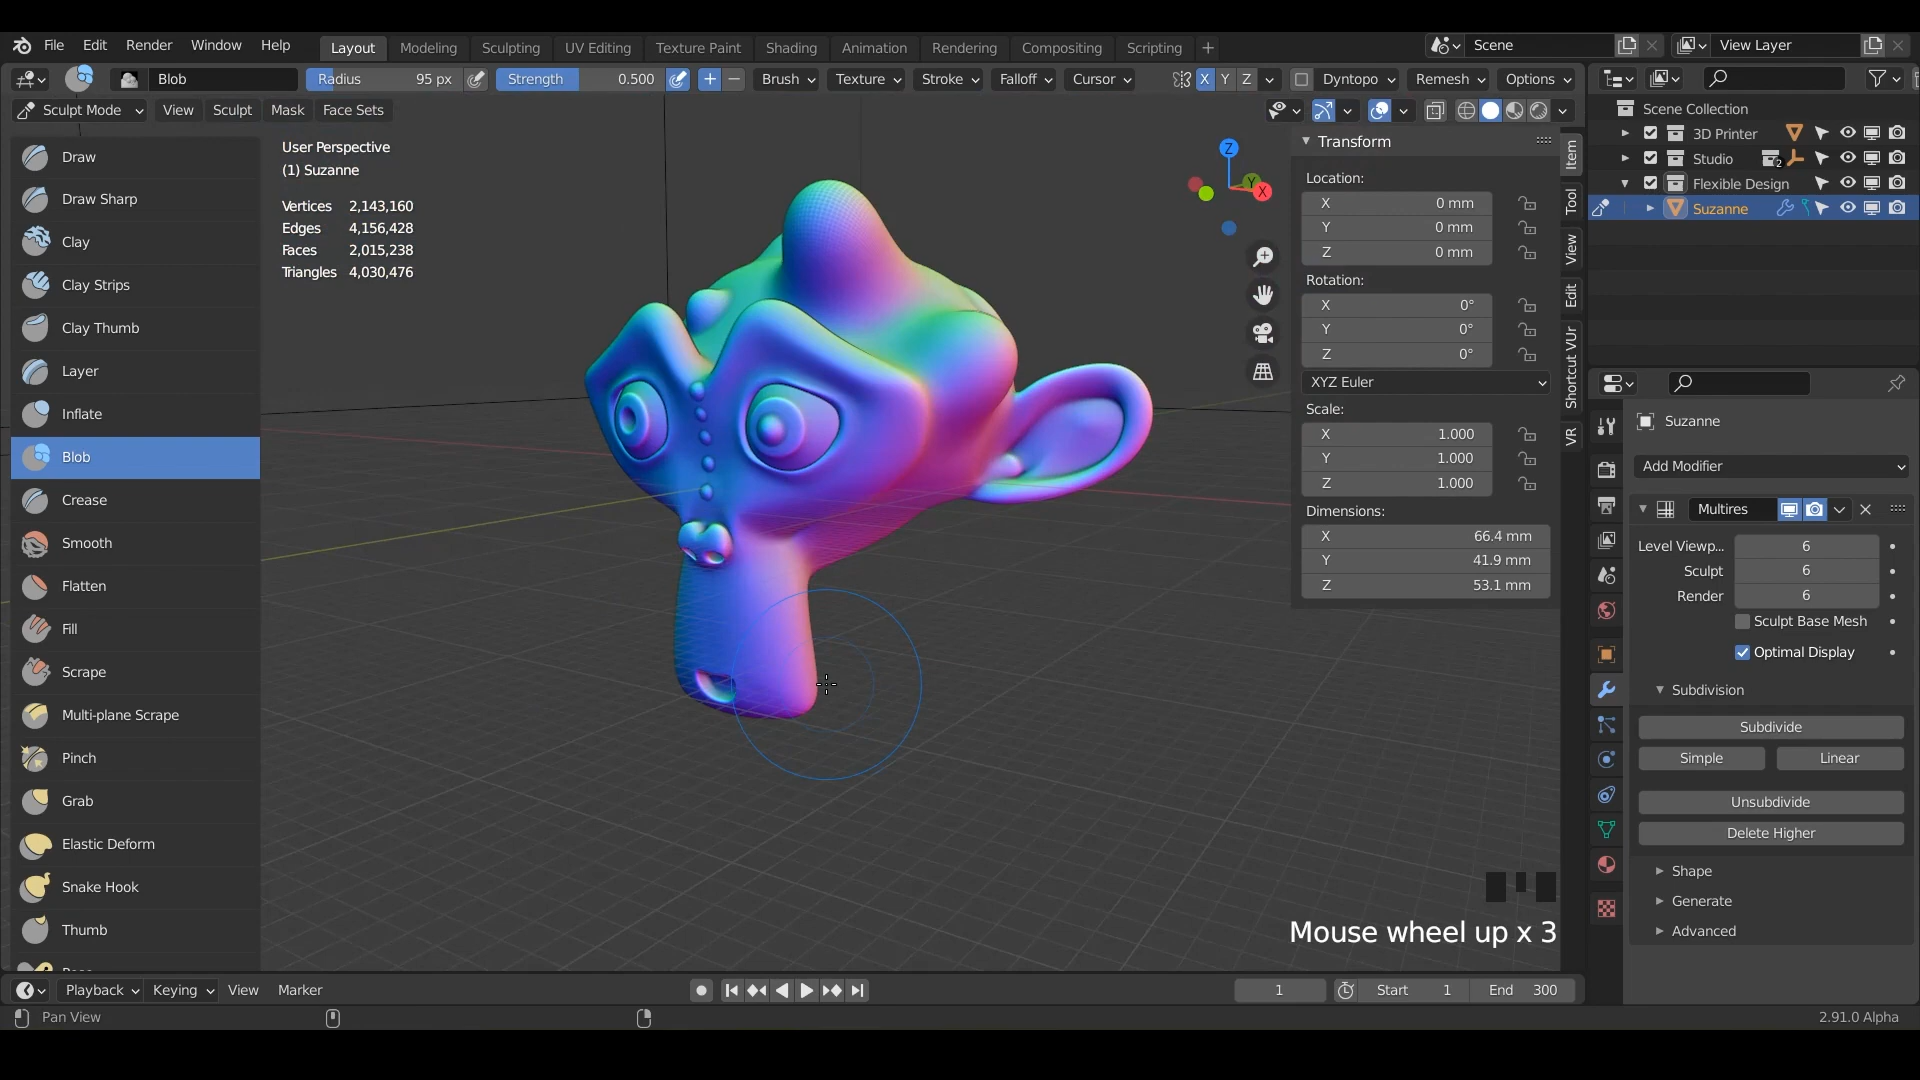 File Edit Render Window Help Layout Modeling Sculpting UV Editing Texture Paint Shading Animation Rendering Compositing Scripting + Scene View Layer
Blob Radius 95 px Strength 0.500 + − Brush Texture Stroke Falloff Cursor X Y Z Dyntopo Remesh Options
Sculpt Mode View Sculpt Mask Face Sets
Draw
Draw Sharp
Clay
Clay Strips
Clay Thumb
Layer
Inflate
Blob
Crease
Smooth
Flatten
Fill
Scrape
Multi-plane Scrape
Pinch
Grab
Elastic Deform
Snake Hook
Thumb
User Perspective
(1) Suzanne
Vertices 2,143,160
Edges 4,156,428
Faces 2,015,238
Triangles 4,030,476
Z
Y
X
Transform
Location:
X 0 mm
Y 0 mm
Z 0 mm
Rotation:
X 0°
Y 0°
Z 0°
XYZ Euler
Scale:
X 1.000
Y 1.000
Z 1.000
Dimensions:
X 66.4 mm
Y 41.9 mm
Z 53.1 mm
Item
Tool
View
Edit
Shortcut VUr
VR
Scene Collection
3D Printer
Studio 2
Flexible Design
Suzanne
Suzanne
Add Modifier
Multires
Level Viewp... 6
Sculpt 6
Render 6
Sculpt Base Mesh
Optimal Display
Subdivision
Subdivide
Simple Linear
Unsubdivide
Delete Higher
Shape
Generate
Advanced
Mouse wheel up x 3
Playback Keying View Marker 1 Start 1 End 300
Pan View 2.91.0 Alpha